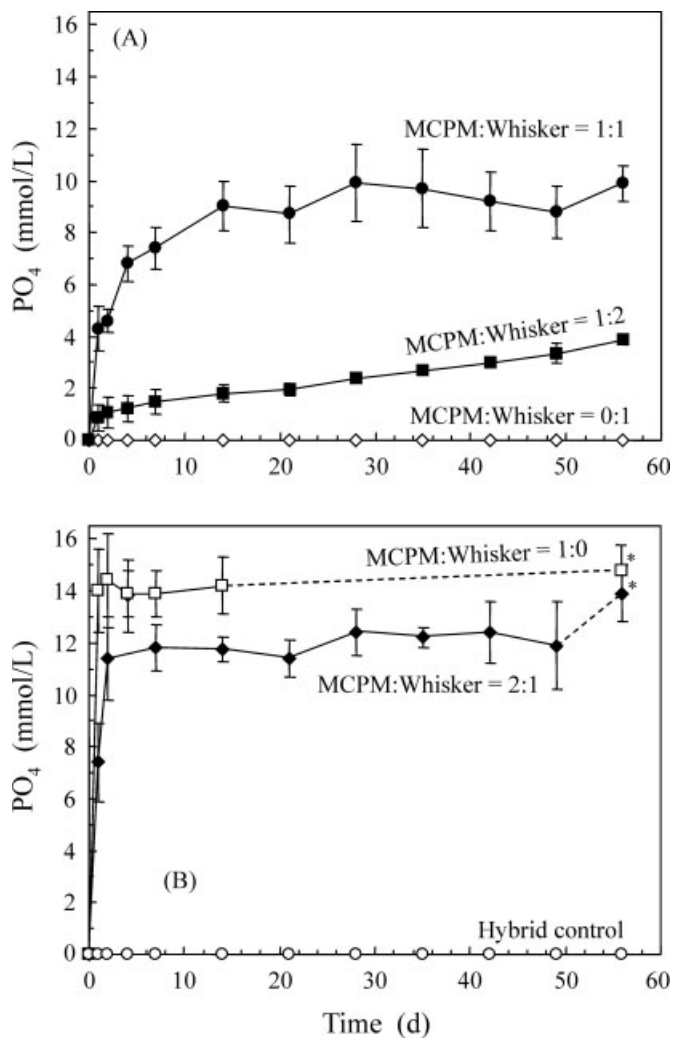 (A)
16
14
12
10
8
6
4
2
0
PO₄ (mmol/L)
MCPM:Whisker = 1:1
MCPM:Whisker = 1:2
MCPM:Whisker = 0:1
0 10 20 30 40 50 60
16
14
12
10
8
6
4
2
0
PO₄ (mmol/L)
MCPM:Whisker = 1:0
*
*
MCPM:Whisker = 2:1
(B)
Hybrid control
0 10 20 30 40 50 60
Time (d)